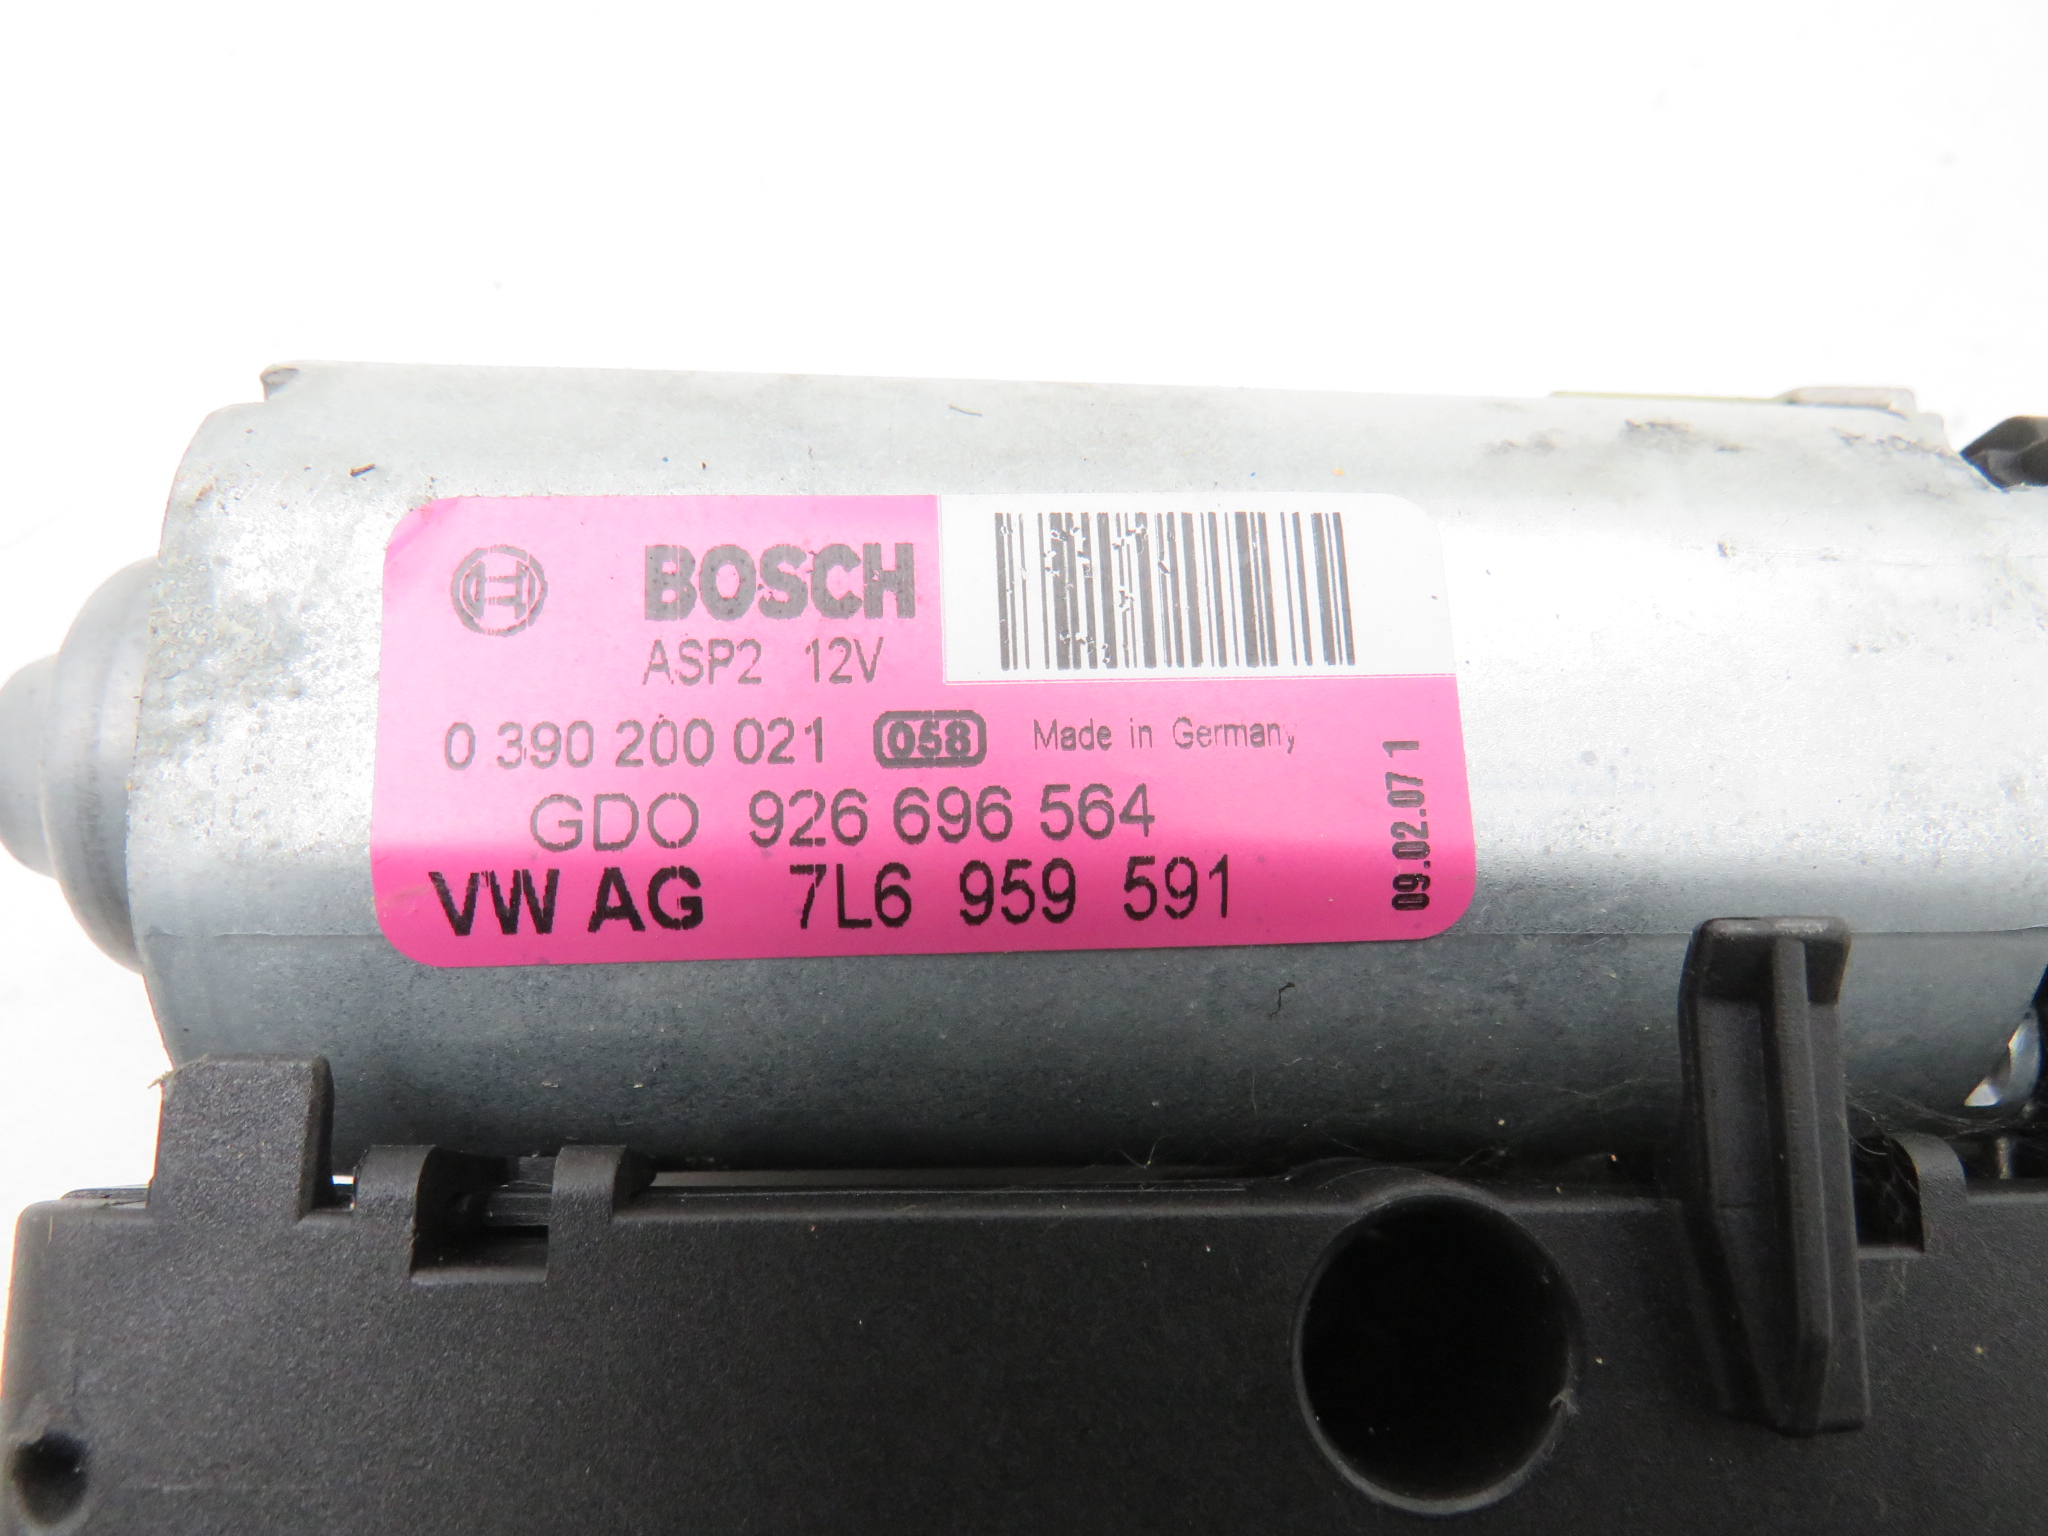 BOSCH
ASP2 12V
0 390 200 021 058 Made in Germany
GDO 926 696 564
VW AG 7L6 959 591
09.02.07 1